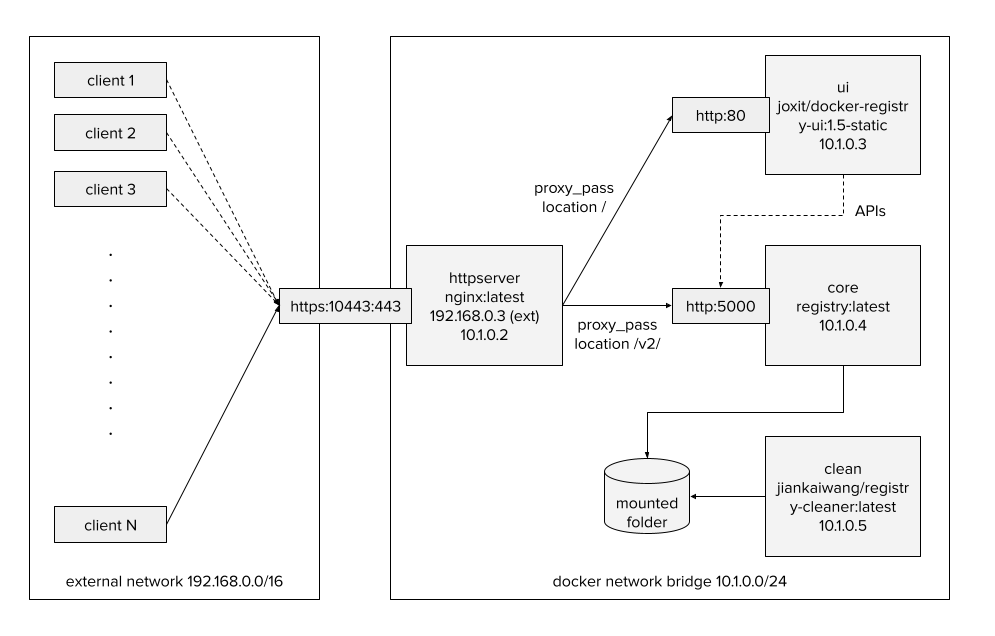 client 1
client 2
client 3
client N
external network 192.168.0.0/16
https:10443:443
httpserver
nginx:latest
192.168.0.3 (ext)
10.1.0.2
proxy_pass
location /
proxy_pass
location /v2/
http:80
ui
joxit/docker-registr
y-ui:1.5-static
10.1.0.3
APIs
http:5000
core
registry:latest
10.1.0.4
mounted
folder
clean
jiankaiwang/registr
y-cleaner:latest
10.1.0.5
docker network bridge 10.1.0.0/24